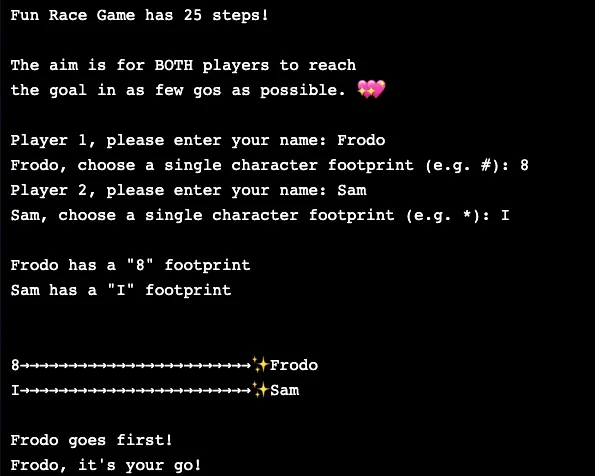 Fun Race Game has 25 steps!
The aim is for BOTH players to reach
the goal in as few gos as possible. 💖
Player 1, please enter your name: Frodo
Frodo, choose a single character footprint (e.g. #): 8
Player 2, please enter your name: Sam
Sam, choose a single character footprint (e.g. *): I
Frodo has a "8" footprint
Sam has a "I" footprint
8→→→→→→→→→→→→→→→→→→→→→→→→✨Frodo
I→→→→→→→→→→→→→→→→→→→→→→→→✨Sam
Frodo goes first!
Frodo, it's your go!